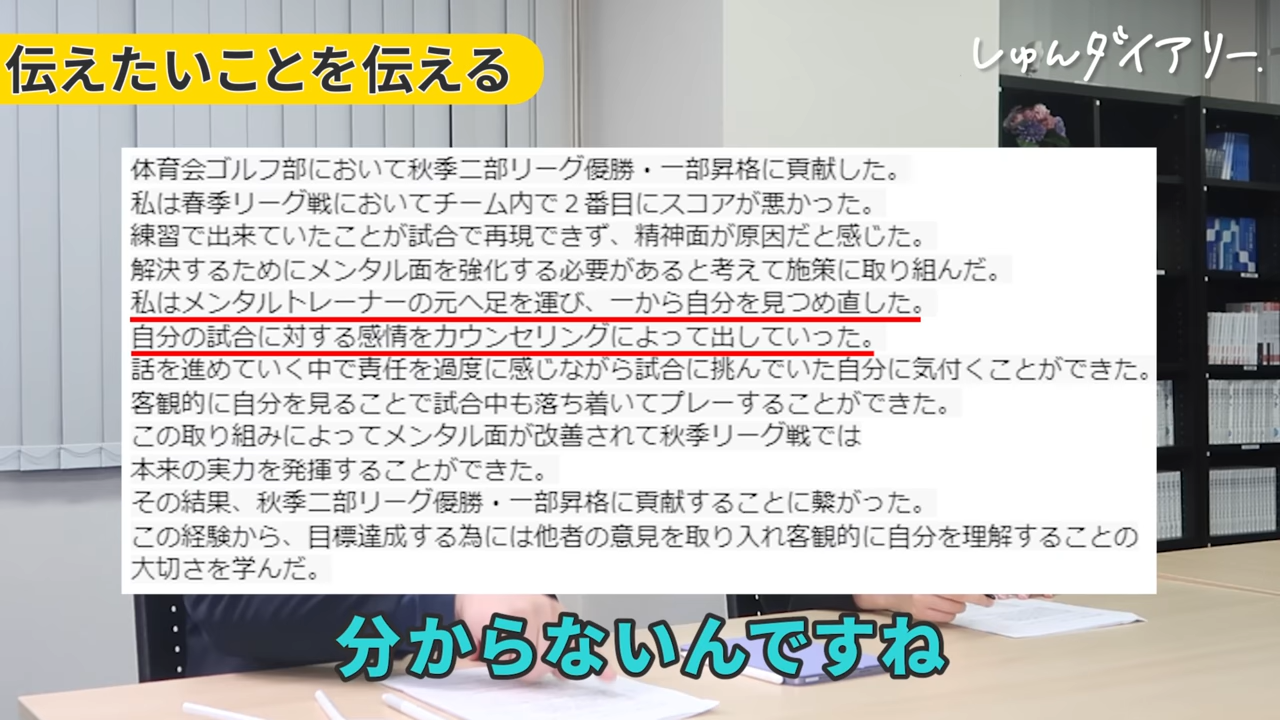 伝えたいことを伝える
しゅんダイアリー.
体育会ゴルフ部において秋季二部リーグ優勝・一部昇格に貢献した。
私は春季リーグ戦においてチーム内で２番目にスコアが悪かった。
練習で出来ていたことが試合で再現できず、精神面が原因だと感じた。
解決するためにメンタル面を強化する必要があると考えて施策に取り組んだ。
私はメンタルトレーナーの元へ足を運び、一から自分を見つめ直した。
自分の試合に対する感情をカウンセリングによって出していった。
話を進めていく中で責任を過度に感じながら試合に挑んでいた自分に気付くことができた。
客観的に自分を見ることで試合中も落ち着いてプレーすることができた。
この取り組みによってメンタル面が改善されて秋季リーグ戦では
本来の実力を発揮することができた。
その結果、秋季二部リーグ優勝・一部昇格に貢献することに繋がった。
この経験から、目標達成する為には他者の意見を取り入れ客観的に自分を理解することの
大切さを学んだ。
分からないんですね